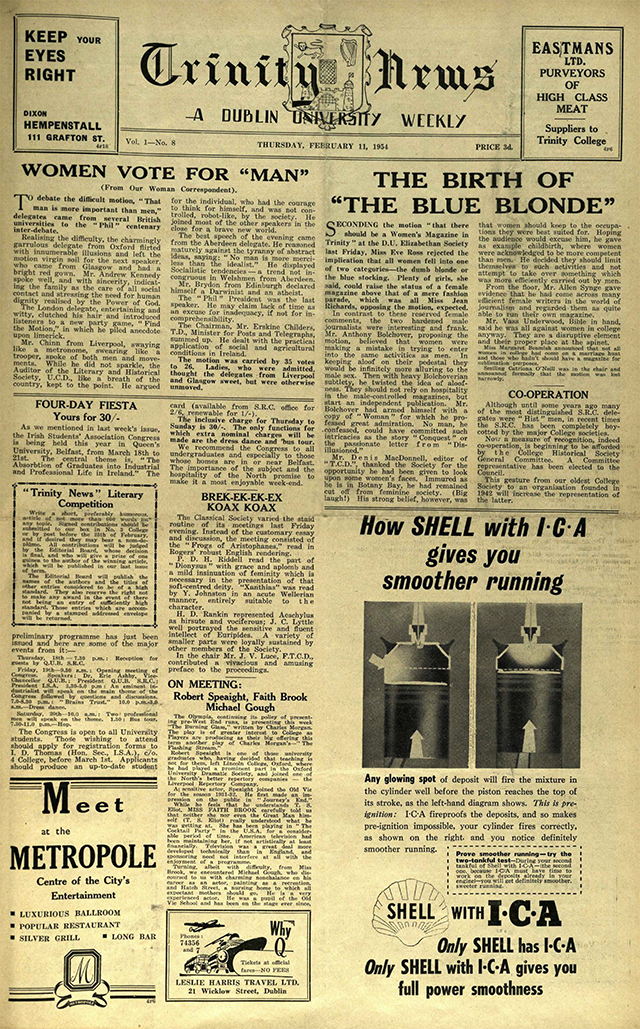 KEEP YOUR
EYES
RIGHT
DIXON
HEMPENSTALL
111 GRAFTON ST.
Trinity News
A DUBLIN UNIVERSITY WEEKLY
EASTMANS
LTD.
PURVEYORS
OF
HIGH CLASS
MEAT
Suppliers to
Trinity College
Vol. 1—No. 8
THURSDAY, FEBRUARY 11, 1954
PRICE 3d.
WOMEN VOTE FOR “MAN”
(From Our Woman Correspondent).
TO debate the difficult motion, “That
man is more important than men,”
delegates came from several British
universities to the “Phil” centenary
inter-debate.
Realising the difficulty, the charmingly
garrulous delegate from Oxford flirted
with innumerable illusions and left the
motion virgin soil for the next speaker,
who came from Glasgow and had a
bright red gown. Mr. Andrew Kennedy
spoke well, and with sincerity, indicat-
ing the family as the care of all social
contact and stressing the need for human
dignity realised by the Power of God.
The London delegate, entertaining and
witty, clutched his hair and introduced
listeners to a new party game, “Find
the Motion,” in which he piled anecdote
upon limerick.
Mr. Chain from Liverpool, swaying
like a metronome, swearing like a
trooper, spoke of both men and move-
ments. While he did not sparkle, the
Auditor of the Literary and Historical
Society, U.C.D., like a breath of the
country, kept to the point. He argued
for the individual, who had the courage
to think for himself, and was not con-
trolled, robot-like, by the society. He
joined most of the other speakers in the
close for a brave new world.
The best speech of the evening came
from the Aberdeen delegate. He reasoned
maturely against the tyranny of abstract
ideas, saying: “No man is more merci-
less than the idealist.” He displayed
Socialistic tendencies—a trend not in-
congruous in Welshmen from Aberdeen.
Mr. Brydon from Edinburgh declared
himself a Darwinist and an atheist.
The “Phil” President was the last
speaker. He may claim lack of time as
an excuse for inadequacy, if not for in-
comprehensibility.
The Chairman, Mr. Erskine Childers,
T.D., Minister for Posts and Telegraphs,
summed up. He dealt with the practical
application of social and agricultural
conditions in Ireland.
The motion was carried by 35 votes
to 26. Ladies, who were admitted,
thought the delegates from Liverpool
and Glasgow sweet, but were otherwise
unmoved.
THE BIRTH OF
“THE BLUE BLONDE”
SECONDING the motion “that there
should be a Women's Magazine in
Trinity” at the D.U. Elizabethan Society
last Friday, Miss Eve Ross rejected the
implication that all women fell into one
of two categories—the dumb blonde or
the blue stocking. Plenty of girls, she
said, could raise the status of a female
magazine above that of a mere fashion
parade, which was all Miss Jean
Richards, opposing the motion, expected.
In contrast to these reserved female
comments, the two hardened male
journalists were interesting and frank.
Mr. Anthony Bolchover, proposing the
motion, believed that women were
making a mistake in trying to enter
into the same activities as men. In
keeping aloof on their pedestal they
would be infinitely more alluring to the
male sex. Then with heavy Bolchoverian
subtlety, he twisted the idea of aloof-
ness. They should not rely on hospitality
in the male-controlled magazines, but
start an independent publication. Mr.
Bolchover had armed himself with a
copy of “Woman” for which he pro-
fessed great admiration. No man, he
confessed, could have committed such
intricacies as the story “Conquest” or
the passionate letter from “Dis-
illusioned.”
Mr. Denis MacDonnell, editor of
“T.C.D.”, thanked the Society for the
opportunity he had been given to look
upon some women's faces. Immured as
he is in Botany Bay, he had remained
cut off from feminine society. (Big
laugh!) His strong belief, however, was
that women should keep to the occupa-
tions they were best suited for. Hoping
the audience would excuse him, he gave
as example childbirth, where women
were acknowledged to be more competent
than men. He decided they should limit
themselves to such activities and not
attempt to take over something which
was more efficiently carried out by men.
From the floor, Mr. Allen Synge gave
evidence that he had come across many
efficient female writers in the world of
journalism and regarded them as quite
able to run their own magazine.
Mr. Yaas Underwood, Bible in hand,
said he was all against women in college
anyway. They are a disruptive element
and their proper place at the spinet.
Miss Margaret Bannink announced that not all
women in college had come on a marriage hunt
and those who hadn't should have a magazine for
intellectual stimulus.
Smiling Catriona O'Neill was in the chair and
announced formally that the motion was won
narrowly.
CO-OPERATION
Although until some years ago many
of the most distinguished S.R.C. dele-
gates were “Hist” men, in recent times
the S.R.C. has been completely boy-
cotted by the major College societies.
Now a measure of recognition, indeed
co-operation, is beginning to be afforded
by the College Historical Society
General Committee. A Committee
representative has been elected to the
Council.
This gesture from our oldest College
Society to an organisation founded in
1942 will increase the representation of
the latter.
FOUR-DAY FIESTA
Yours for 30/-
As we mentioned in last week's issue,
the Irish Students' Association Congress
is being held this year in Queen's
University, Belfast, from March 18th to
21st. The central theme is, “The
Absorbtion of Graduates into Industrial
and Professional Life in Ireland.” The
“Trinity News” Literary
Competition
Write a short, preferably humorous,
article of not more than 400 words on
any topic. Signed contributions should be
submitted to our box in No. 6 College
by or post before the 25th of February,
and if desired they may bear a nom-de-
plume. All contributions will be judged
by the Editorial Board, whose decision
is final, and who will give a prize of one
guinea to the author of the winning article,
which will be published in our last issue
of term.
The Editorial Board will publish the
names of the authors and the titles of
other entries considered to be of a high
standard. They also reserve the right not
to make any award in the event of there
not being an entry of sufficiently high
standard. Those entries which are accom-
panied by a stamped addressed envelope
will be returned.
preliminary programme has just been
issued and here are some of the major
events from it:—
Thursday, 18th—7.30 p.m.: Reception for
guests by Q.U.B. S.R.C.
Friday, 19th—9.30 a.m.: Opening meeting of
Congress. Speakers: Dr. Eric Ashby, Vice-
Chancellor Q.U.B.; President Q.U.B. S.R.C.;
President I.S.A. 2.30-5.0 p.m.: An eminent in-
dustrialist will speak on the main theme of the
Congress followed by questions and discussions.
7.0-8.30 p.m.: “Brains Trust.” 10.0 p.m.-3.0
a.m.—Dress dance.
Saturday, 20th—10.0 a.m.: Two professional
men will speak on the theme. 1.30: Bus tour.
7.30-11.0 p.m.—Hop.
The Congress is open to all University
students. Those wishing to attend
should apply for registration forms to
I. D. Thomas (Hon. Sec., I.S.A.), c/o.
4 College, before March 1st. Applicants
should produce an up-to-date student
card (available from S.R.C. office for
2/6, renewable for 1/-).
The inclusive charge for Thursday to
Sunday is 30/-. The only functions for
which extra nominal charges will be
made are the dress dance and 'bus tour.
We recommend the Congress to all
undergraduates and especially to those
whose homes are in or near Belfast.
The importance of the subject and the
hospitality of the North promise to
make it a most enjoyable week-end.
BREK-EK-EK-EX
KOAX KOAX
The Classical Society varied the staid
routine of its meetings last Friday
evening. Instead of the customary essay
and discussion, the meeting consisted of
the “Frogs of Aristophanes,” read in
Rogers' robust English rendering.
P. D. H. Riddell read the part of
“Dionysus” with grace and aplomb and
a mild insinuation of feminity which is
necessary in the presentation of that
soft-centred deity. “Xanthias” was read
by Y. Johnston in an acute Wellerian
manner, entirely suitable to the
character.
H. D. Rankin represented Aeschylus
as hirsute and vociferous; J. C. Lyttle
well portrayed the sensitive and fluent
intellect of Euripides. A variety of
smaller parts were loyally sustained by
other members of the Society.
In the chair Mr. J. V. Luce, F.T.C.D.,
contributed a vivacious and amusing
preface to the proceedings.
ON MEETING:
Robert Speaight, Faith Brook
Michael Gough
The Olympia, continuing its policy of present-
ing pre-West End runs, is presenting this week
“The Burning Glass,” written by Charles Morgan.
The play is of greater interest to College as
Players are producing as their big offering this
term another play of Charles Morgan's—“The
Flashing Stream.”
Robert Speaight is one of those university
graduates who, having decided that teaching is
not for them, left Lincoln College, Oxford, where
he had played a prominent part in the Oxford
University Dramatic Society, and joined one of
the North's better repertory companies — the
Liverpool Repertory Company.
A sensitive actor, Speaight joined the Old Vic
for the season 1931-32. He first made an im-
pression on the public in “Journey's End.”
While he feels that he understands T. S.
Eliot, MISS FAITH BROOK carefully told us
that neither she nor even the Great Man him-
self (T. S. Eliot) really understood what he
was getting at. She has been playing in “The
Cocktail Party” in the U.S.A. for a consider-
able period of time. American television had
been maintaining her, if not artistically at least
financially. Television was a great deal more
developed technically than in England, but
sponsoring need not interfere at all with the
enjoyment of a programme.
Turning, albeit with difficulty, from Miss
Brook, we encountered Michael Gough, who dis-
coursed to us with charming nonchalance on his
career as an actor, painting as a recreation,
and Hatch Street, a nursing home to which all
expectant mothers should go. He is a very
experienced actor. He was a pupil of the Old
Vic School and has been on the stage ever since.
Meet
at the
METROPOLE
Centre of the City's
Entertainment
▪ LUXURIOUS BALLROOM
▪ POPULAR RESTAURANT
▪ SILVER GRILL ▪ LONG BAR
M
Phones:
74356
and 7
Why
Q
Tickets at official
fares—NO FEES
LESLIE HARRIS TRAVEL LTD.
21 Wicklow Street, Dublin
How SHELL with I·C·A
gives you
smoother running
Any glowing spot of deposit will fire the mixture in
the cylinder well before the piston reaches the top of
its stroke, as the left-hand diagram shows. This is pre-
ignition: I·C·A fireproofs the deposits, and so makes
pre-ignition impossible, your cylinder fires correctly,
as shown on the right and you notice definitely
smoother running.
Prove smoother running—try the
two-tankful test—During your second
tankful of Shell with I·C·A—the second
one, because I·C·A must have time to
work on the deposits already in your
engine—you will get definitely smoother,
sweeter running.
SHELL WITH I·C·A
Only SHELL has I·C·A
Only SHELL with I·C·A gives you
full power smoothness